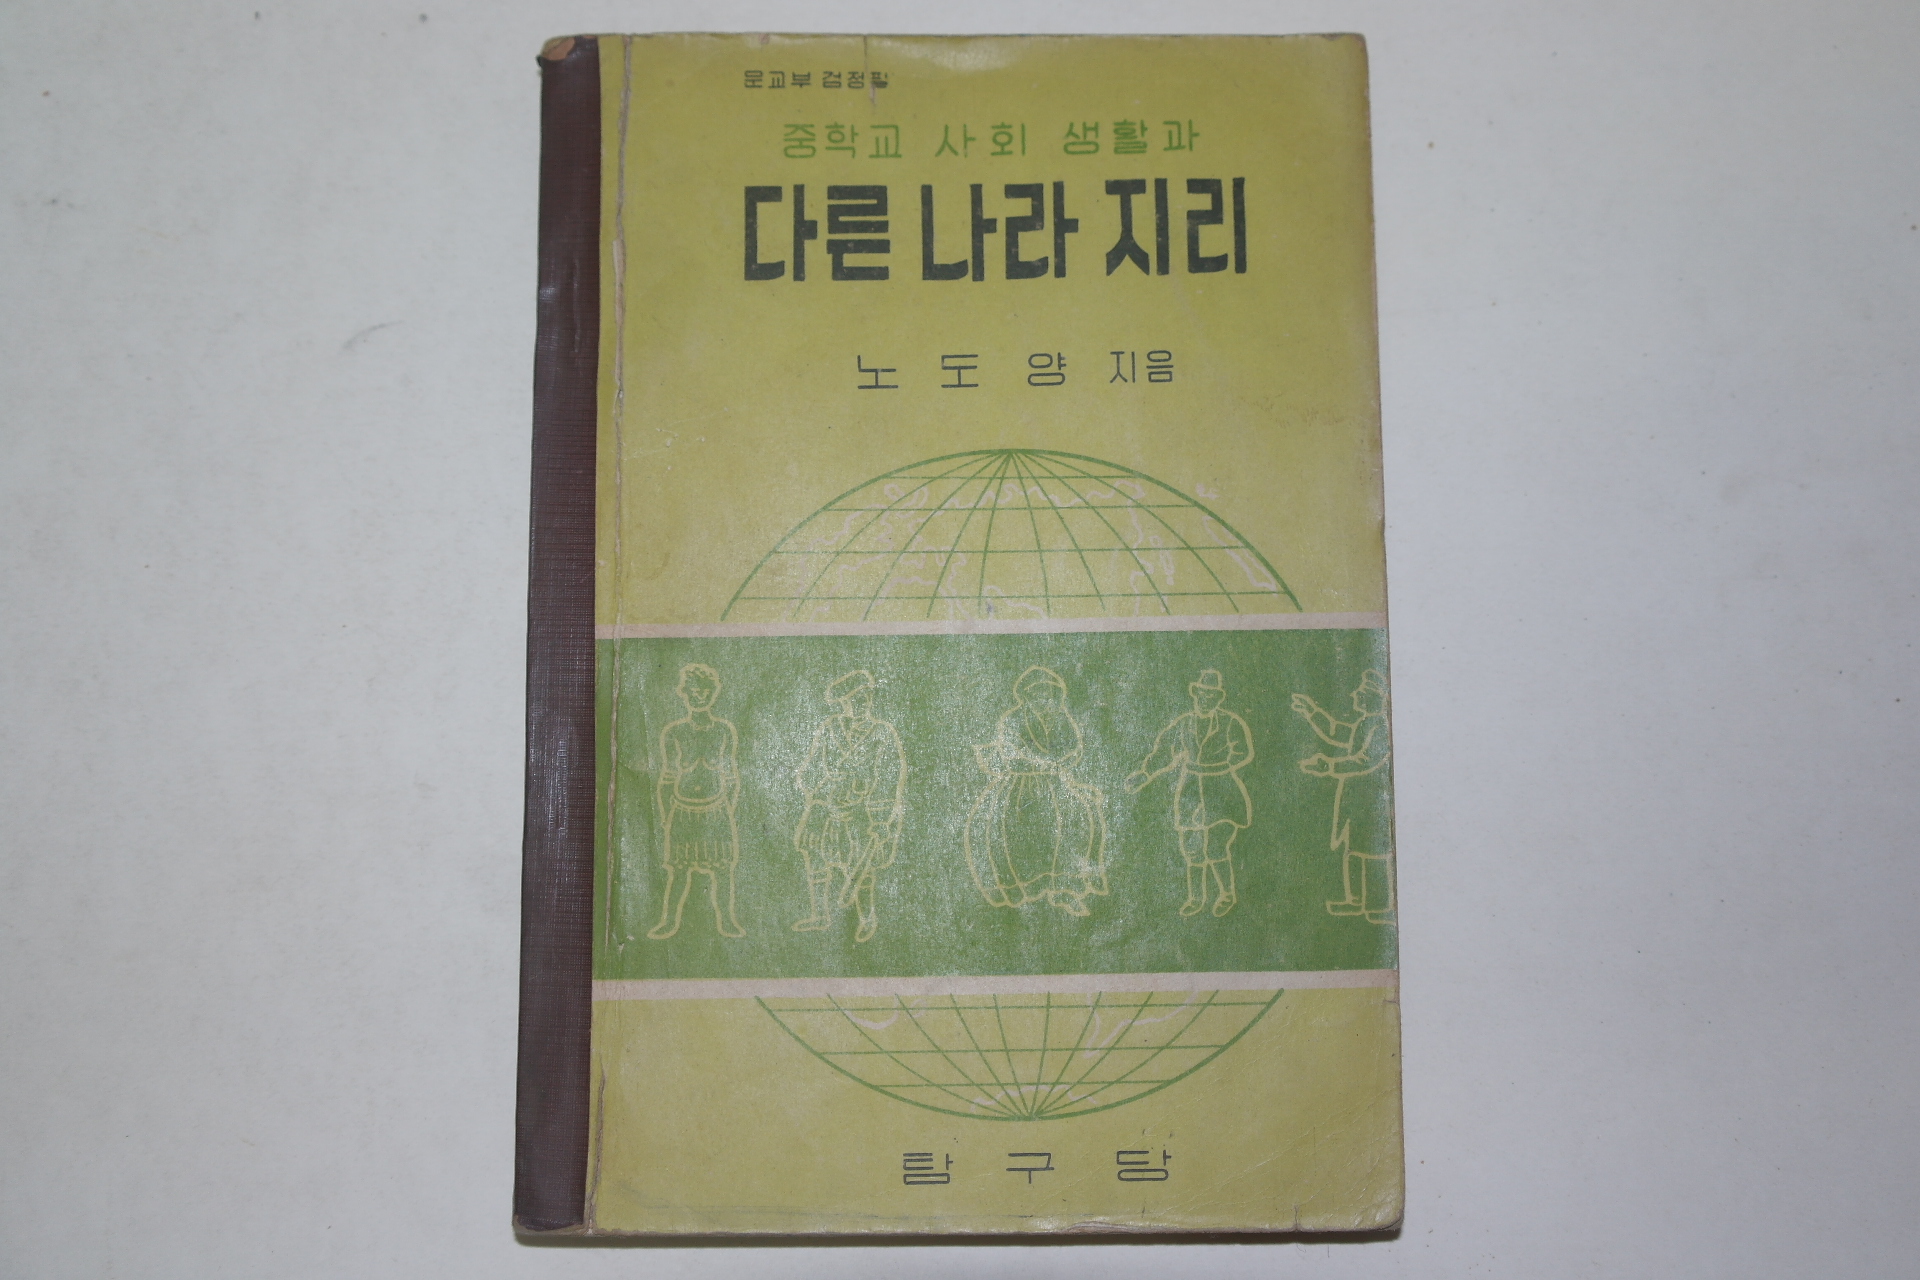 문교부 검정필
중학교 사회 생활과
다른 나라 지리
노도양 지음
탐구당